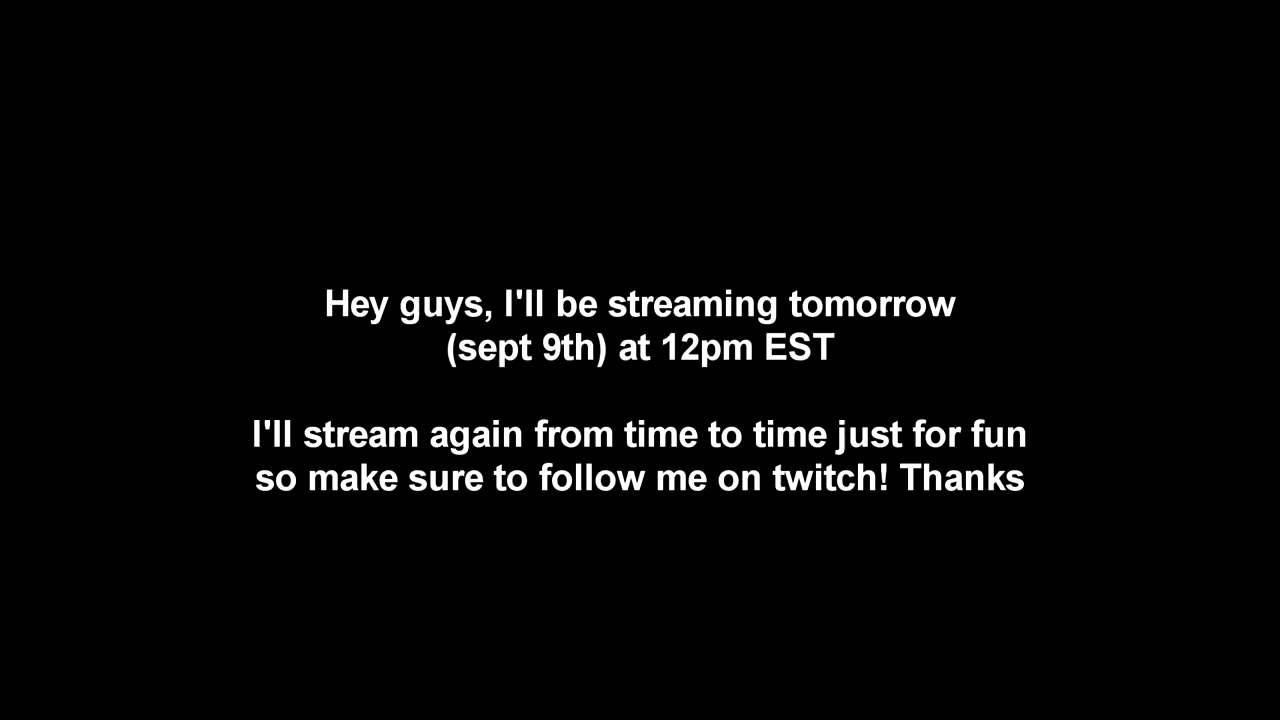 Hey guys, I'll be streaming tomorrow
(sept 9th) at 12pm EST
I'll stream again from time to time just for fun
so make sure to follow me on twitch! Thanks